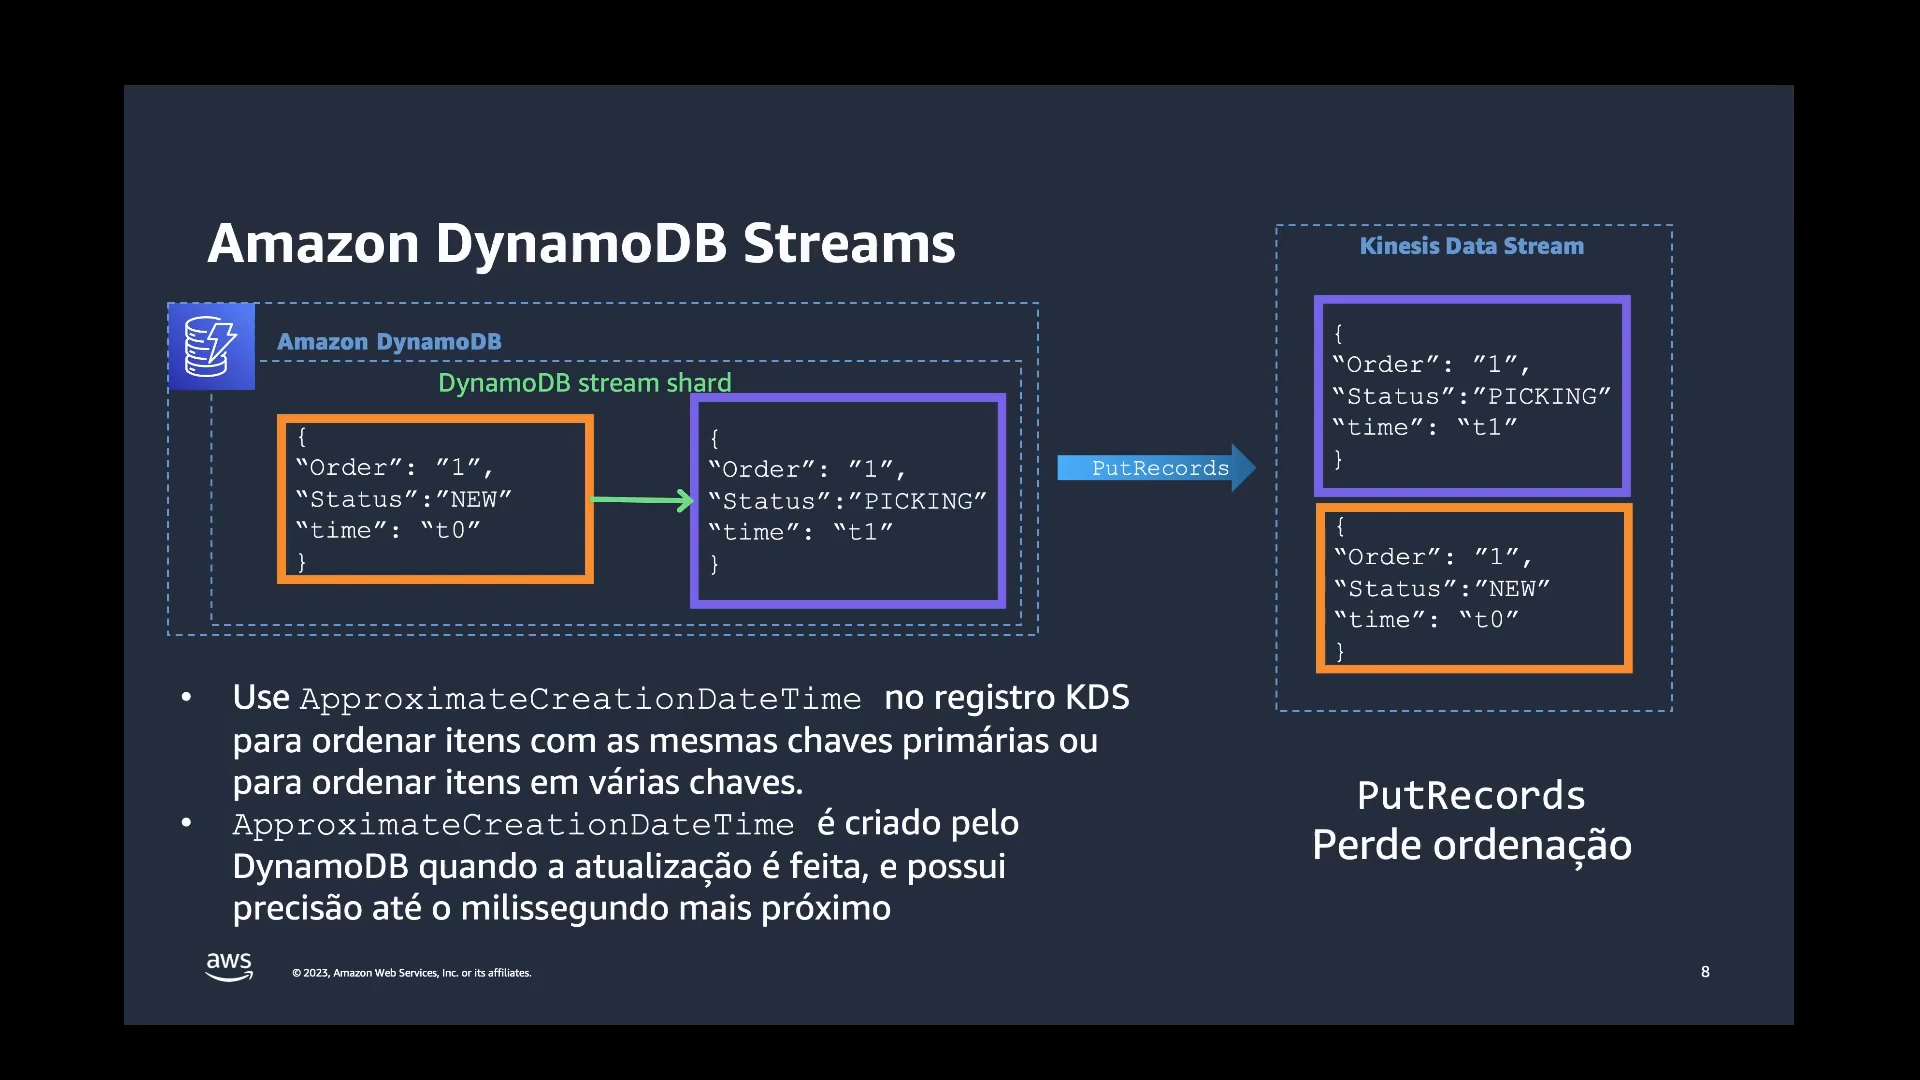 Amazon DynamoDB Streams
Amazon DynamoDB
DynamoDB stream shard
{
“Order”: ”1”,
“Status”:”NEW”
“time”: “t0”
}
{
“Order”: ”1”,
“Status”:”PICKING”
“time”: “t1”
}
PutRecords
Kinesis Data Stream
{
“Order”: ”1”,
“Status”:”PICKING”
“time”: “t1”
}
{
“Order”: ”1”,
“Status”:”NEW”
“time”: “t0”
}
• Use ApproximateCreationDateTime no registro KDS
para ordenar itens com as mesmas chaves primárias ou
para ordenar itens em várias chaves.
• ApproximateCreationDateTime é criado pelo
DynamoDB quando a atualização é feita, e possui
precisão até o milissegundo mais próximo
PutRecords
Perde ordenação
aws
© 2023, Amazon Web Services, Inc. or its affiliates.
8